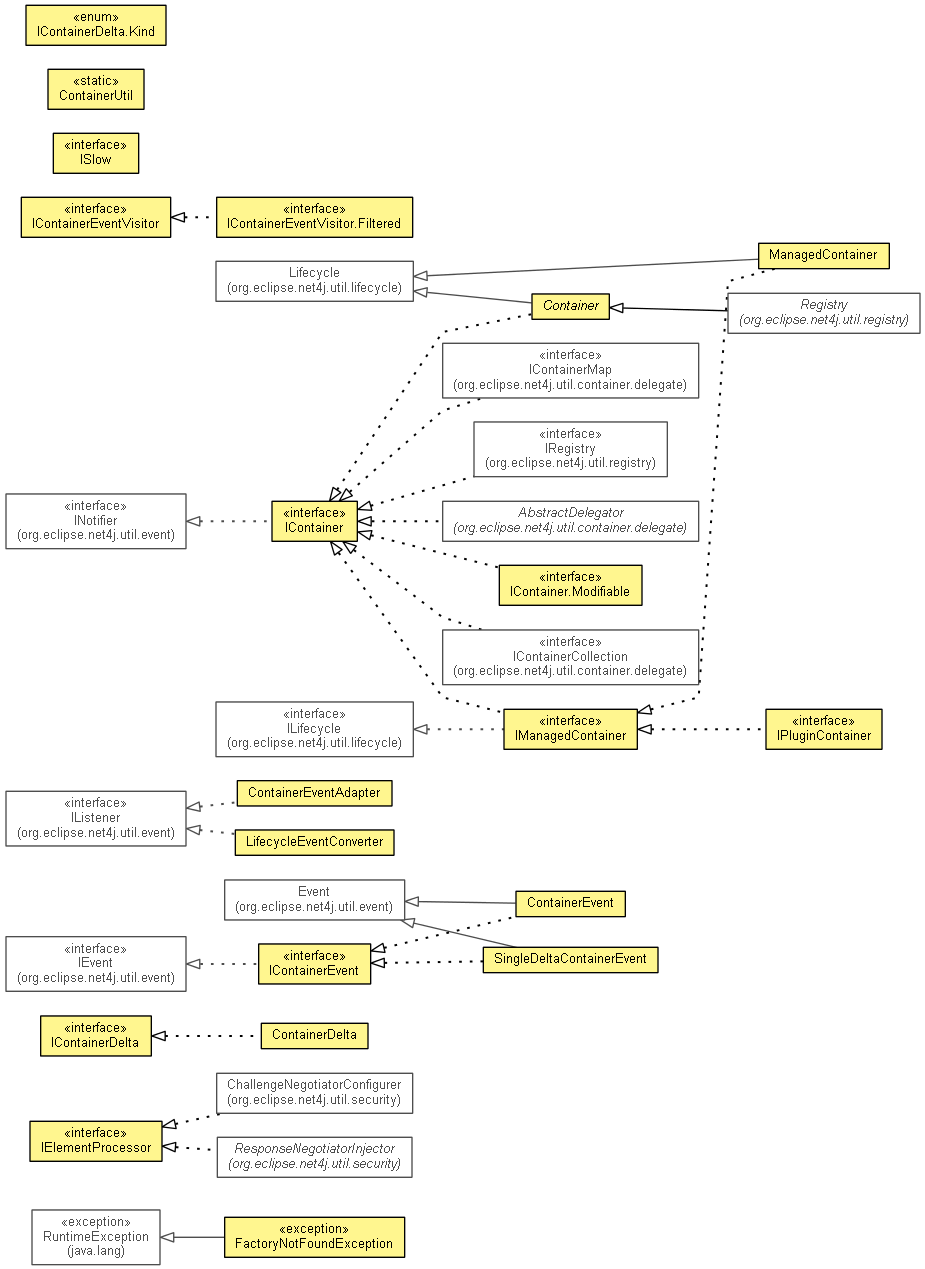 «enum»
IContainerDelta.Kind
«static»
ContainerUtil
«interface»
ISlow
«interface»
IContainerEventVisitor
«interface»
IContainerEventVisitor.Filtered
Lifecycle
(org.eclipse.net4j.util.lifecycle)
ManagedContainer
Container
Registry
(org.eclipse.net4j.util.registry)
«interface»
IContainerMap
(org.eclipse.net4j.util.container.delegate)
«interface»
IRegistry
(org.eclipse.net4j.util.registry)
«interface»
INotifier
(org.eclipse.net4j.util.event)
«interface»
IContainer
AbstractDelegator
(org.eclipse.net4j.util.container.delegate)
«interface»
IContainer.Modifiable
«interface»
IContainerCollection
(org.eclipse.net4j.util.container.delegate)
«interface»
ILifecycle
(org.eclipse.net4j.util.lifecycle)
«interface»
IManagedContainer
«interface»
IPluginContainer
«interface»
IListener
(org.eclipse.net4j.util.event)
ContainerEventAdapter
LifecycleEventConverter
Event
(org.eclipse.net4j.util.event)
ContainerEvent
«interface»
IEvent
(org.eclipse.net4j.util.event)
«interface»
IContainerEvent
SingleDeltaContainerEvent
«interface»
IContainerDelta
ContainerDelta
«interface»
IElementProcessor
ChallengeNegotiatorConfigurer
(org.eclipse.net4j.util.security)
ResponseNegotiatorInjector
(org.eclipse.net4j.util.security)
«exception»
RuntimeException
(java.lang)
«exception»
FactoryNotFoundException